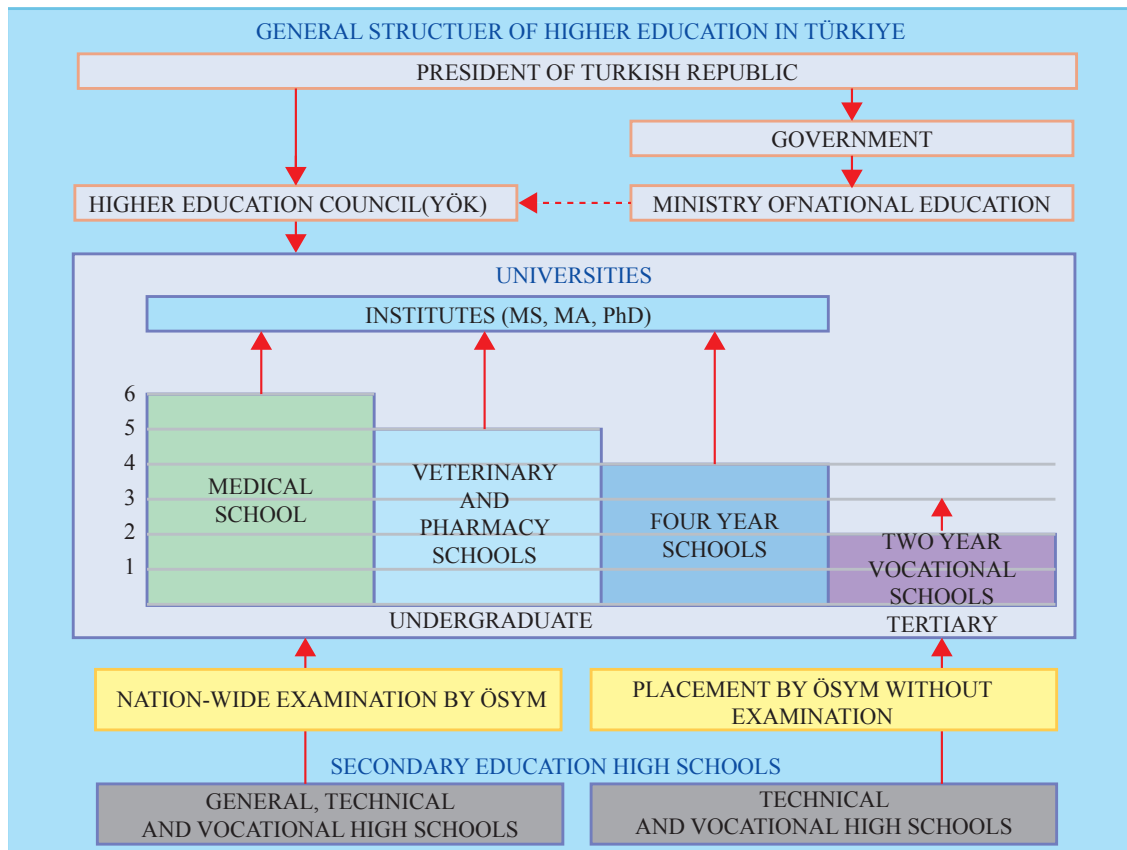 GENERAL STRUCTUER OF HIGHER EDUCATION IN TÜRKIYE
PRESIDENT OF TURKISH REPUBLIC
GOVERNMENT
HIGHER EDUCATION COUNCIL(YÖK)
MINISTRY OFNATIONAL EDUCATION
UNIVERSITIES
INSTITUTES (MS, MA, PhD)
6
5
4
3
2
1
MEDICAL
SCHOOL
VETERINARY
AND
PHARMACY
SCHOOLS
FOUR YEAR
SCHOOLS
TWO YEAR
VOCATIONAL
SCHOOLS
UNDERGRADUATE
TERTIARY
NATION-WIDE EXAMINATION BY ÖSYM
PLACEMENT BY ÖSYM WITHOUT
EXAMINATION
SECONDARY EDUCATION HIGH SCHOOLS
GENERAL, TECHNICAL
AND VOCATIONAL HIGH SCHOOLS
TECHNICAL
AND VOCATIONAL HIGH SCHOOLS